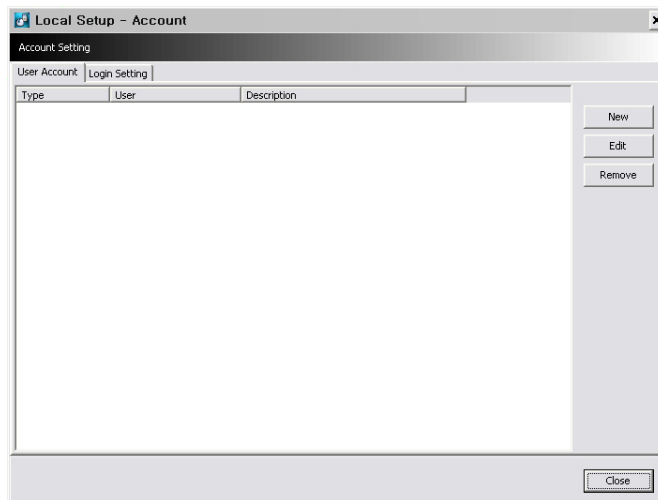 Local Setup - Account
Account Setting
User Account Login Setting
Type User Description
New
Edit
Remove
Close